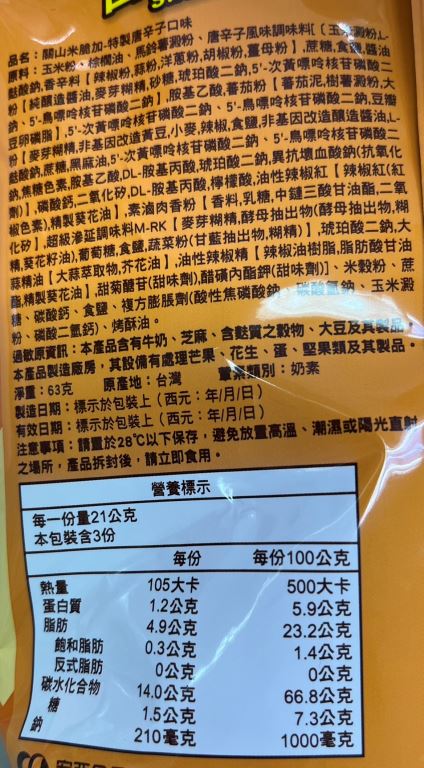 品名：關山米脆加-特製唐辛子口味
原料：玉米粉、棕櫚油、馬鈴薯澱粉、唐辛子風味調味料[〔玉米澱粉,L-
麩酸鈉,香辛料【辣椒粉,蒜粉,洋蔥粉,胡椒粉,薑母粉】,蔗糖,食鹽,醬油
粉【純釀造醬油,麥芽糊精,砂糖,琥珀酸二鈉,5'-次黃嘌呤核苷磷酸二
鈉、5'-鳥嘌呤核苷磷酸二鈉】,胺基乙酸,蕃茄粉【蕃茄泥,樹薯澱粉,大
豆卵磷脂】,5'-次黃嘌呤核苷磷酸二鈉、5'-鳥嘌呤核苷磷酸二鈉,豆瓣
粉【麥芽糊精,非基因改造黃豆,小麥,辣椒,食鹽,非基因改造釀造醬油,L-
麩酸鈉,蔗糖,黑麻油,5'-次黃嘌呤核苷磷酸二鈉、5'-鳥嘌呤核苷磷酸二
鈉,焦糖色素,胺基乙酸,DL-胺基丙酸,琥珀酸二鈉,異抗壞血酸鈉(抗氧化
劑)】,碳酸鈣,二氧化矽,DL-胺基丙酸,檸檬酸,油性辣椒紅【辣椒紅(紅
椒色素),精製葵花油】,素滷肉香粉【香料,乳糖,中鏈三酸甘油酯,二氧
化矽】,超級滲延調味料M-RK【麥芽糊精,酵母抽出物(酵母抽出物,糊
精,葵花籽油),葡萄糖,食鹽,蔬菜粉(甘藍抽出物,糊精)】,琥珀酸二鈉,大
蒜精油【大蒜萃取物,芥花油】,油性辣椒精【辣椒油樹脂,脂肪酸甘油
酯,精製葵花油】,甜菊醣苷(甜味劑),醋磺內酯鉀(甜味劑)〕、米穀粉、蔗
糖、碳酸鈣、食鹽、複方膨脹劑(酸性焦磷酸鈉、碳酸氫鈉、玉米澱
粉、磷酸二氫鈣)、烤酥油。
過敏原資訊：本產品含有牛奶、芝麻、含麩質之穀物、大豆及其製品。
本產品製造廠房，其設備有處理芒果、花生、蛋、堅果類及其製品。
淨重：63克 原產地：台灣 葷素類別：奶素
製造日期：標示於包裝上（西元：年/月/日）
有效日期：標示於包裝上（西元：年/月/日）
注意事項：請置於28℃以下保存，避免放置高溫、潮濕或陽光直射
之場所，產品拆封後，請立即食用。
營養標示
每一份量21公克
本包裝含3份
每份 每份100公克
熱量 105大卡 500大卡
蛋白質 1.2公克 5.9公克
脂肪 4.9公克 23.2公克
飽和脂肪 0.3公克 1.4公克
反式脂肪 0公克 0公克
碳水化合物 14.0公克 66.8公克
糖 1.5公克 7.3公克
鈉 210毫克 1000毫克